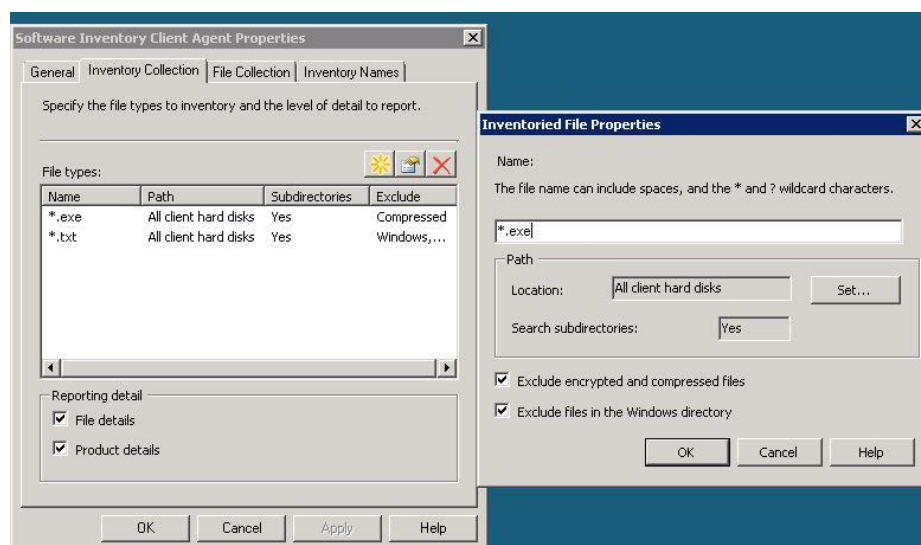 Software Inventory Client Agent Properties
General Inventory Collection File Collection Inventory Names
Specify the file types to inventory and the level of detail to report.
File types:
Name Path Subdirectories Exclude
*.exe All client hard disks Yes Compressed
*.txt All client hard disks Yes Windows,...
Reporting detail
File details
Product details
OK Cancel Apply Help
Inventoried File Properties
Name:
The file name can include spaces, and the * and ? wildcard characters.
*.exe
Path
Location: All client hard disks Set...
Search subdirectories: Yes
Exclude encrypted and compressed files
Exclude files in the Windows directory
OK Cancel Help